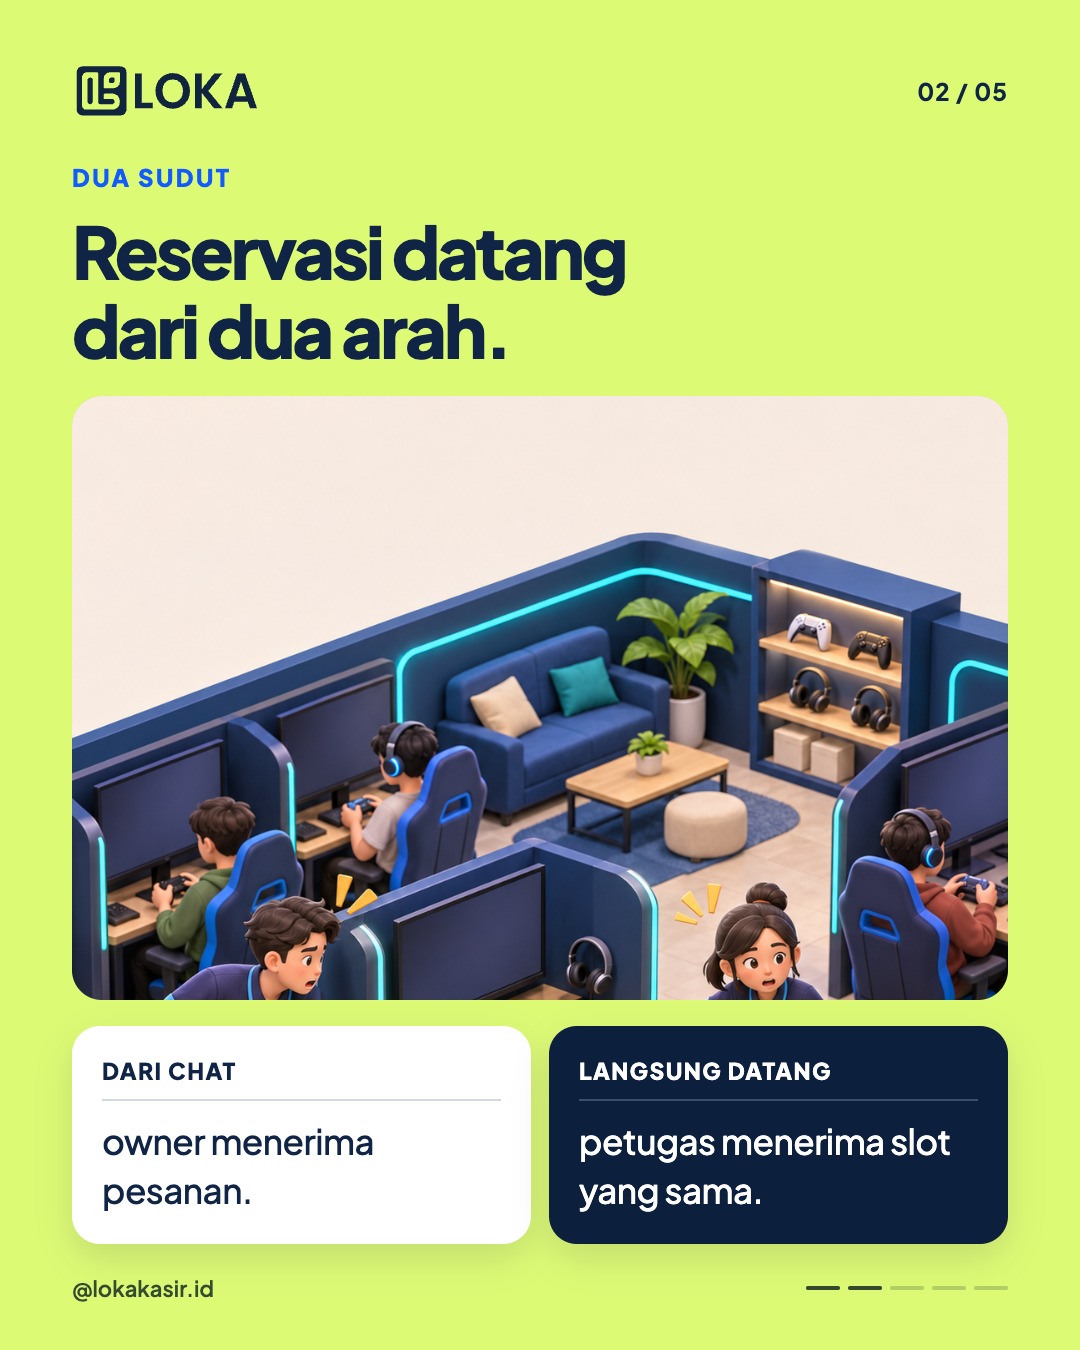 LOKA
02 / 05
DUA SUDUT
Reservasi datang
dari dua arah.
DARI CHAT
owner menerima
pesanan.
LANGSUNG DATANG
petugas menerima slot
yang sama.
@lokakasir.id